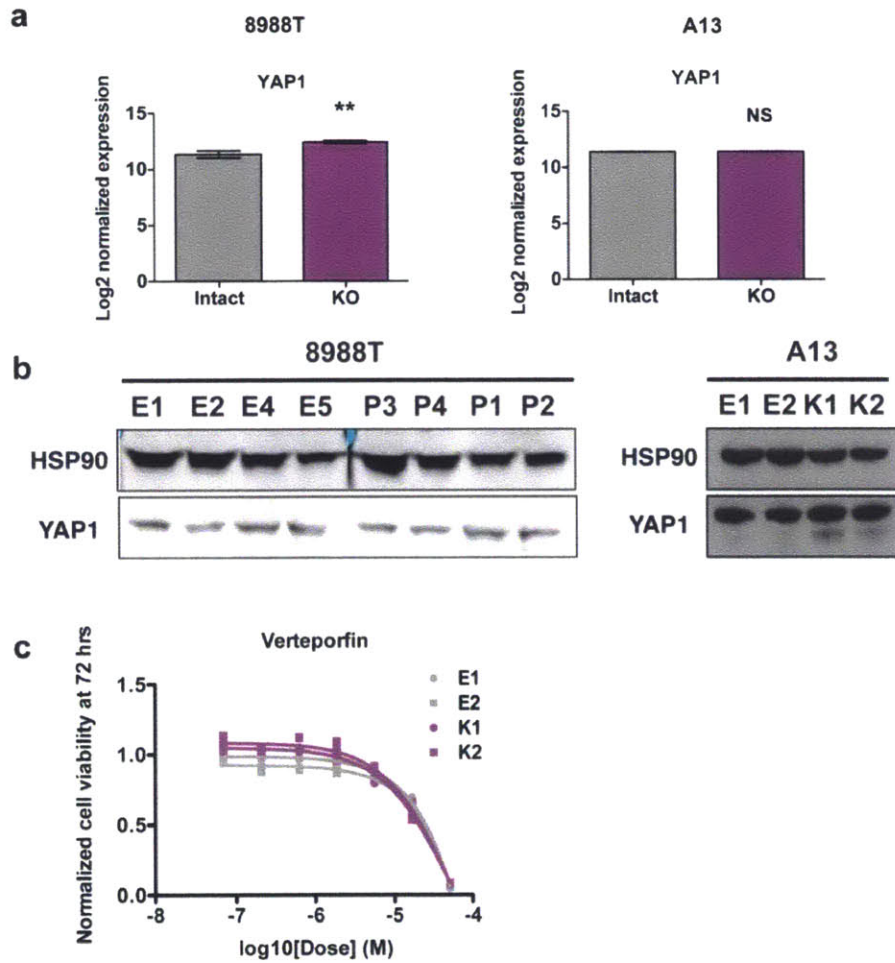 a
8988T
A13
YAP1
YAP1
**
NS
Log2 normalized expression
15
10
5
0
Intact
KO
Log2 normalized expression
15
10
5
0
Intact
KO
b
8988T
A13
E1 E2 E4 E5 P3 P4 P1 P2
E1 E2 K1 K2
HSP90
HSP90
YAP1
YAP1
c
Verteporfin
Normalized cell viability at 72 hrs
1.5
1.0
0.5
0.0
-8 -7 -6 -5 -4
log10[Dose] (M)
E1
E2
K1
K2